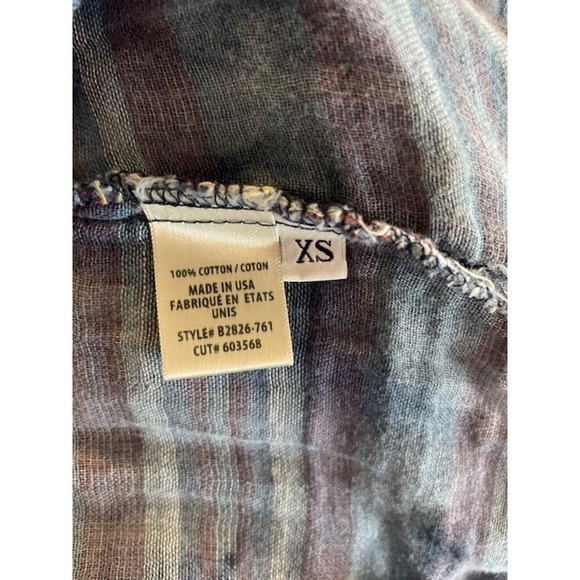 100% COTTON / COTON
MADE IN USA
FABRIQUÉ EN ETATS
UNIS
STYLE# B2826-761
CUT# 603568
XS